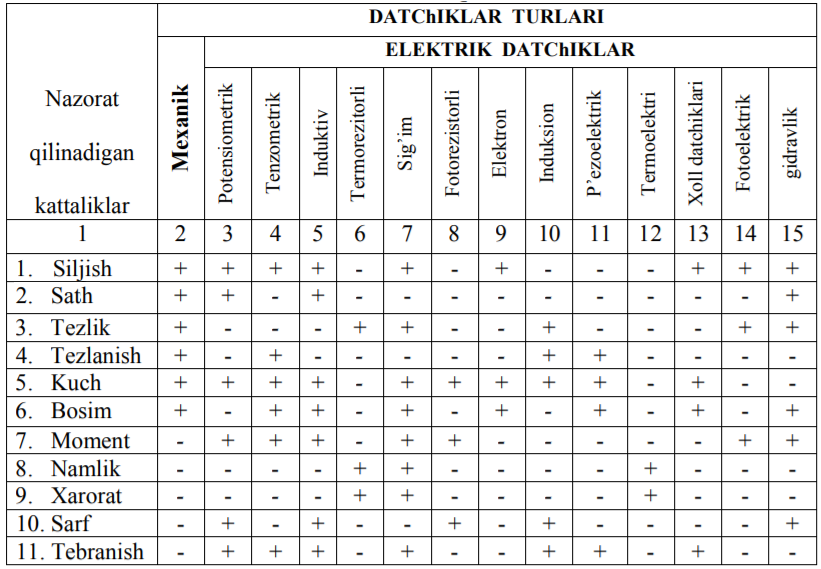 DATChIKLAR TURLARI
ELEKTRIK DATChIKLAR
Nazorat
qilinadigan
kattaliklar
Mexanik
Potensiometrik
Tenzometrik
Induktiv
Termorezitorli
Sig’im
Fotorezistorli
Elektron
Induksion
P’ezoelektrik
Termoelektri
Xoll datchiklari
Fotoelektrik
gidravlik
1 2 3 4 5 6 7 8 9 10 11 12 13 14 15
1. Siljish + + + + - + - + - - - + + +
2. Sath + + - + - - - - - - - - - +
3. Tezlik + - - - + + - - + - - - + +
4. Tezlanish + - + - - - - - + + - - - -
5. Kuch + + + + - + + + + + - + - -
6. Bosim + - + + - + - + - + - + - +
7. Moment - + + + - + + - - - - - + +
8. Namlik - - - - + + - - - - + - - -
9. Xarorat - - - - + + - - - - + - - -
10. Sarf - + - + - - + - + - - - - +
11. Tebranish - + + + - + - - + + - + - -